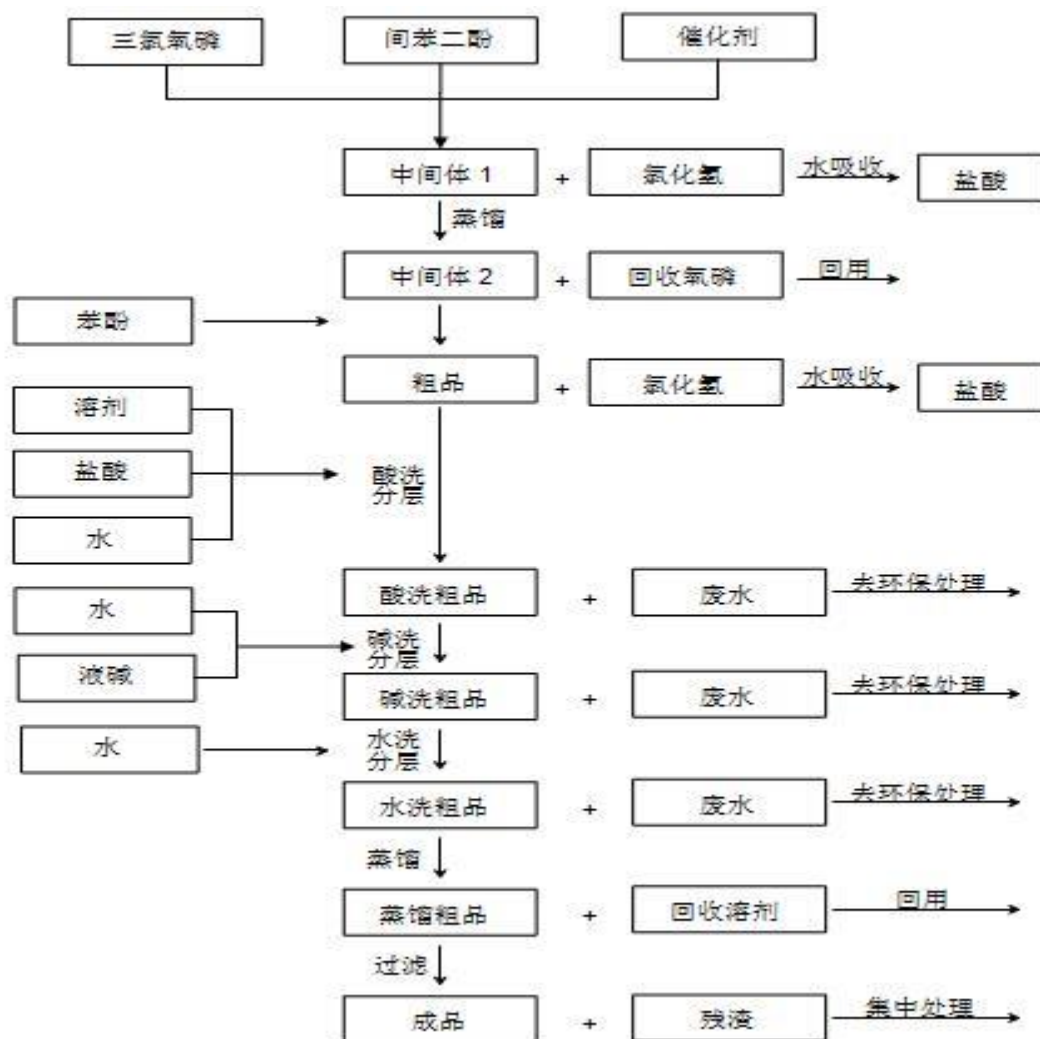 三氯氧磷
间苯二酚
催化剂
中间体 1
+
氯化氢
水吸收
盐酸
蒸馏
中间体 2
+
回收氧磷
回用
苯酚
粗品
+
氯化氢
水吸收
盐酸
溶剂
盐酸
水
酸洗
分层
酸洗粗品
+
废水
去环保处理
水
液碱
碱洗
分层
碱洗粗品
+
废水
去环保处理
水
水洗
分层
水洗粗品
+
废水
去环保处理
蒸馏
蒸馏粗品
+
回收溶剂
回用
过滤
成品
+
残渣
集中处理